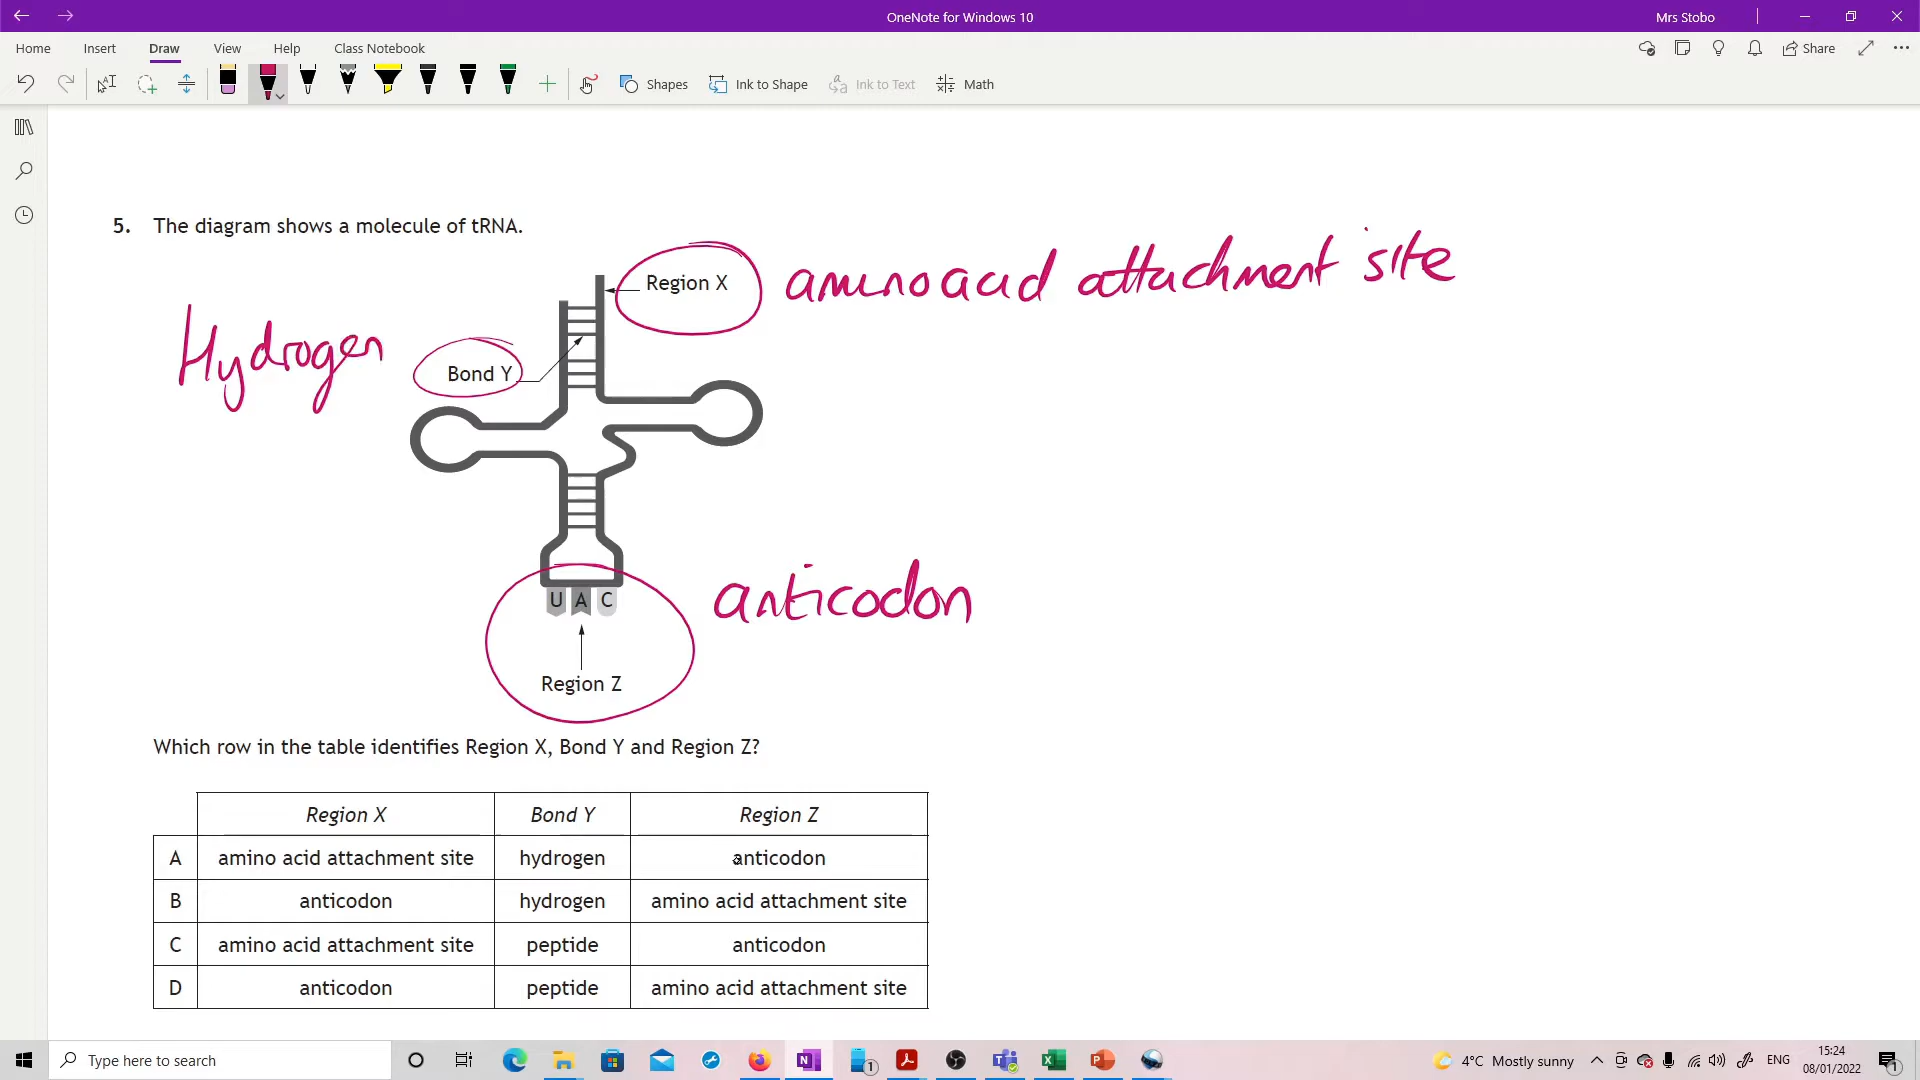 OneNote for Windows 10
Mrs Stobo
Home Insert Draw View Help Class Notebook
Share
Shapes Ink to Shape Ink to Text Math
5. The diagram shows a molecule of tRNA.
Region X aminoacid attachment site
Hydrogen
Bond Y
U A C
anticodon
Region Z
Which row in the table identifies Region X, Bond Y and Region Z?
Region X Bond Y Region Z
A amino acid attachment site hydrogen anticodon
B anticodon hydrogen amino acid attachment site
C amino acid attachment site peptide anticodon
D anticodon peptide amino acid attachment site
Type here to search
1
4°C Mostly sunny
ENG
15:24
08/01/2022
1